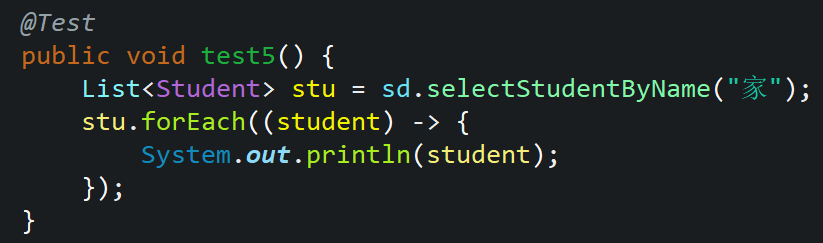 @Test
public void test5() {
    List<Student> stu = sd.selectStudentByName("家");
    stu.forEach((student) -> {
        System.out.println(student);
    });
}